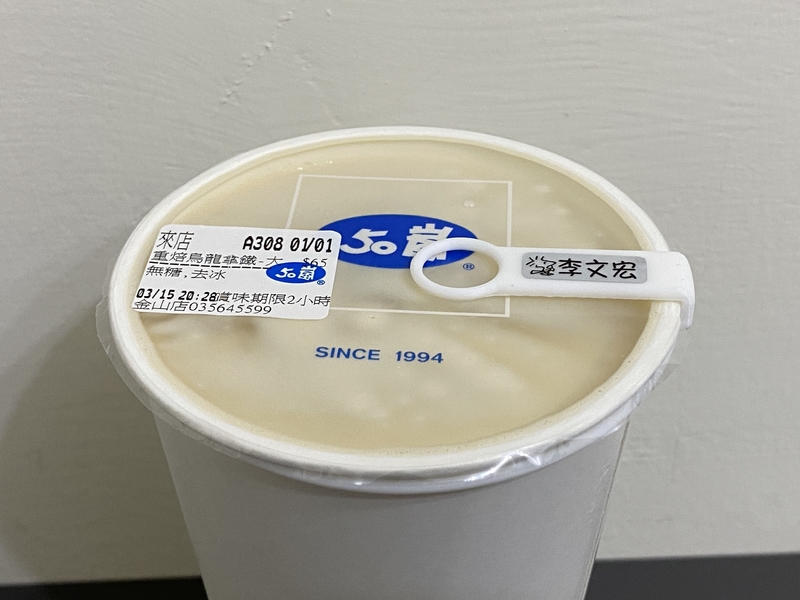 來店 A308 01/01
重焙烏龍拿鐵-大 $65
無糖,去冰
50嵐
03/15 20:28賞味期限2小時
金山店035645599
50嵐®
李文宏
SINCE 1994